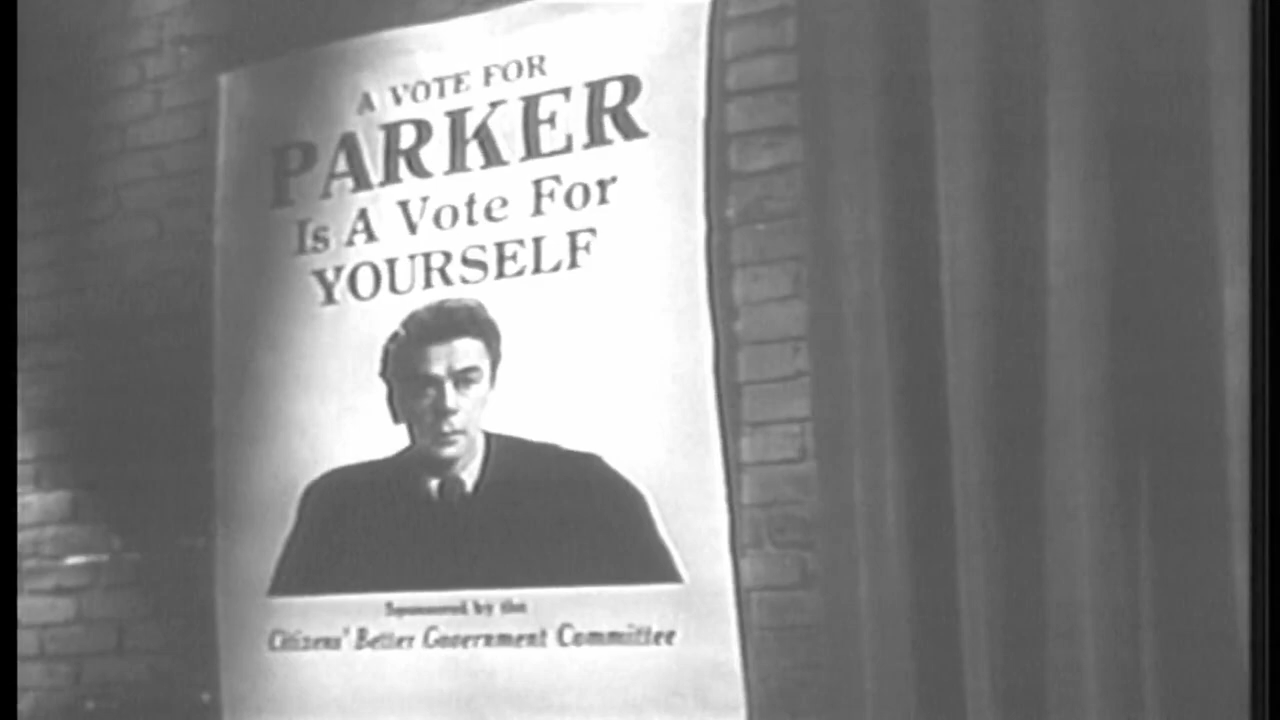 A VOTE FOR
PARKER
Is A Vote For
YOURSELF
Sponsored by the
Citizens' Better Government Committee